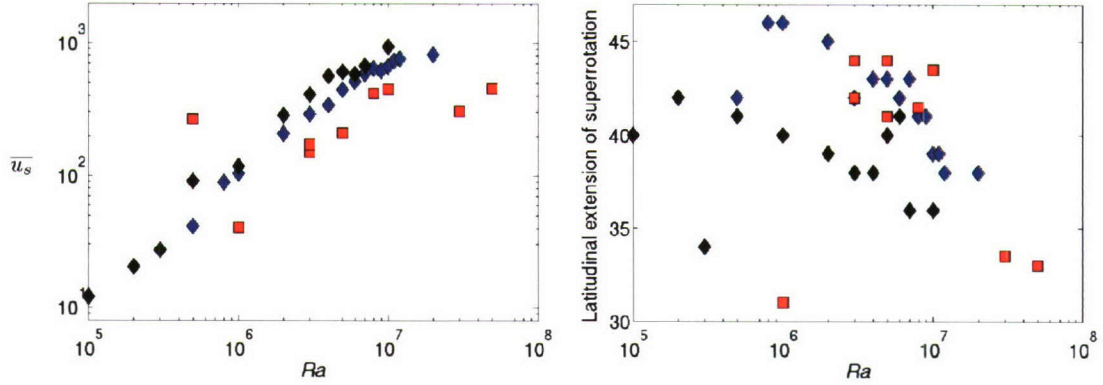 10^3
10^2
10^1
\overline{u_s}
10^5 10^6 10^7 10^8
Ra
Latitudinal extension of superrotation
45
40
35
30
10^5 10^6 10^7 10^8
Ra